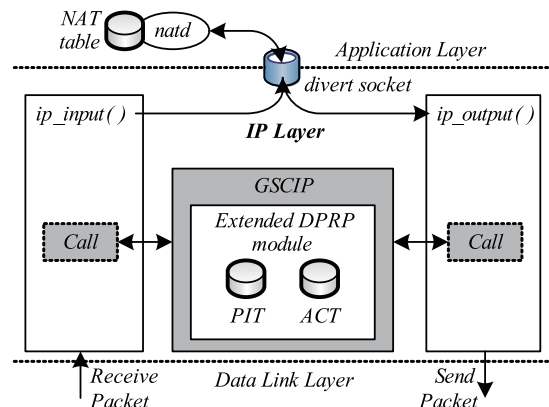 NAT
table
natd
Application Layer
divert socket
ip_input( )
IP Layer
ip_output( )
GSCIP
Call
Extended DPRP
module
Call
PIT
ACT
Receive
Packet
Data Link Layer
Send
Packet